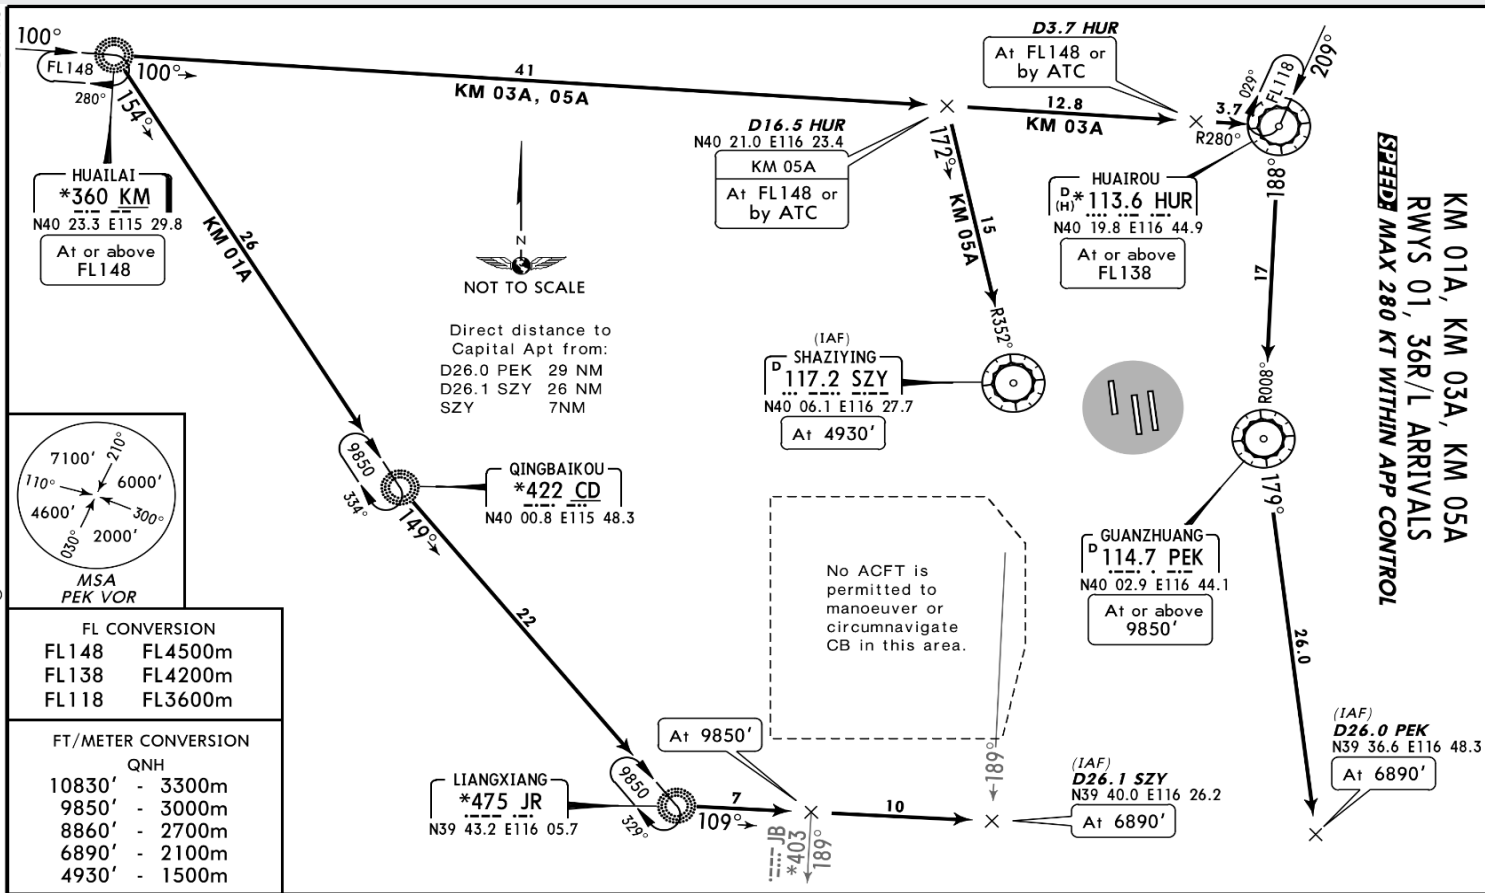 100°
FL148
100°
280°
154°
HUAILAI
*360 KM
N40 23.3 E115 29.8
At or above
FL148
41
KM 03A, 05A
26
KM 01A
D16.5 HUR
N40 21.0 E116 23.4
KM 05A
At FL148 or
by ATC
D3.7 HUR
At FL148 or
by ATC
12.8
KM 03A
3.7
R280°
029°
FL118
209°
172°
15
KM 05A
R352°
HUAIROU
D
(H)
*113.6 HUR
N40 19.8 E116 44.9
At or above
FL138
188°
17
R008°
KM 01A, KM 03A, KM 05A
RWYS 01, 36R/L ARRIVALS
SPEED: MAX 280 KT WITHIN APP CONTROL
N
NOT TO SCALE
Direct distance to
Capital Apt from:
D26.0 PEK 29 NM
D26.1 SZY 26 NM
SZY 7NM
(IAF)
SHAZIYING
D 117.2 SZY
N40 06.1 E116 27.7
At 4930'
9850
334°
149°
QINGBAIKOU
*422 CD
N40 00.8 E115 48.3
GUANZHUANG
D 114.7 PEK
N40 02.9 E116 44.1
At or above
9850'
179°
26.0
7100'
210°
110°
6000'
4600'
300°
030°
2000'
MSA
PEK VOR
No ACFT is
permitted to
manoeuver or
circumnavigate
CB in this area.
22
FL CONVERSION
FL148 FL4500m
FL138 FL4200m
FL118 FL3600m
FT/METER CONVERSION
QNH
10830' - 3300m
9850' - 3000m
8860' - 2700m
6890' - 2100m
4930' - 1500m
LIANGXIANG
*475 JR
N39 43.2 E116 05.7
9850
329°
109°
7
At 9850'
JB
*403
189°
10
189°
(IAF)
D26.1 SZY
N39 40.0 E116 26.2
At 6890'
(IAF)
D26.0 PEK
N39 36.6 E116 48.3
At 6890'